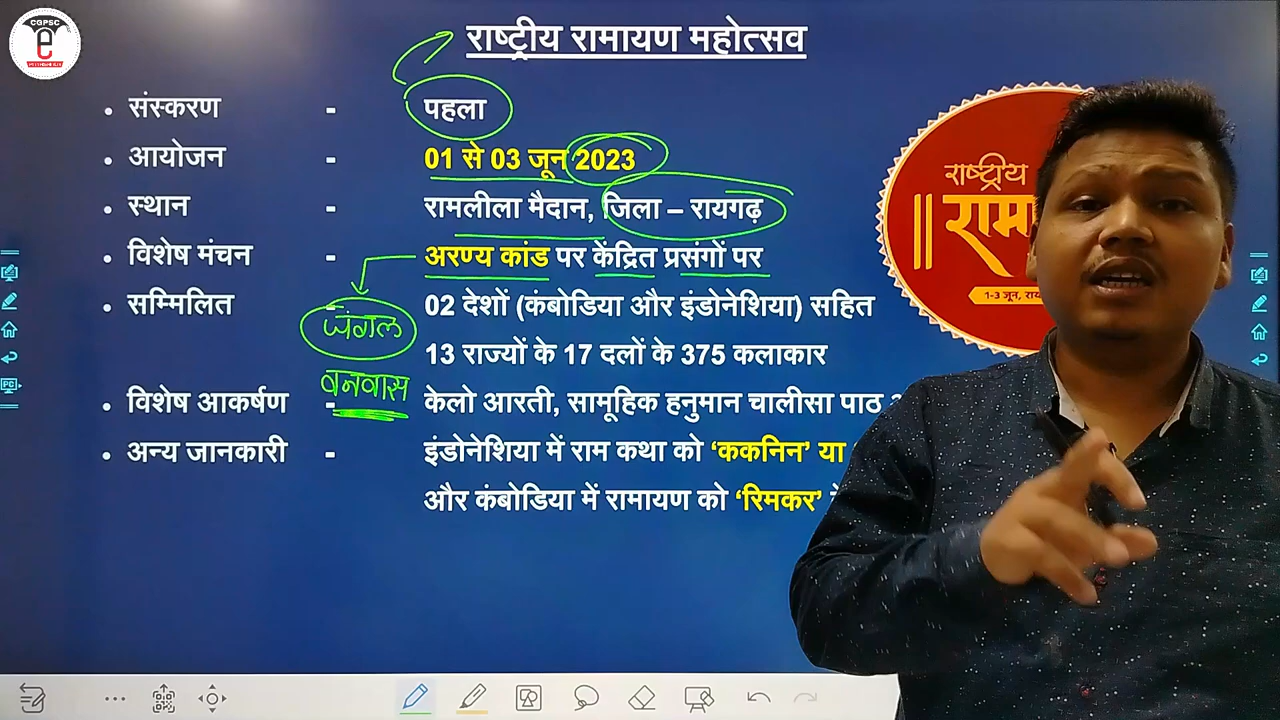 CGPSC
राष्ट्रीय रामायण महोत्सव
• संस्करण - पहला
• आयोजन - 01 से 03 जून 2023
• स्थान - रामलीला मैदान, जिला – रायगढ़
• विशेष मंचन - अरण्य कांड पर केंद्रित प्रसंगों पर
• सम्मिलित - 02 देशों (कंबोडिया और इंडोनेशिया) सहित
जंगल
13 राज्यों के 17 दलों के 375 कलाकार
वनवास
• विशेष आकर्षण - केलो आरती, सामूहिक हनुमान चालीसा पाठ
• अन्य जानकारी - इंडोनेशिया में राम कथा को ‘ककनिन’ या
और कंबोडिया में रामायण को ‘रिमकर’
राष्ट्रीय
राम
1-3 जून,
PC